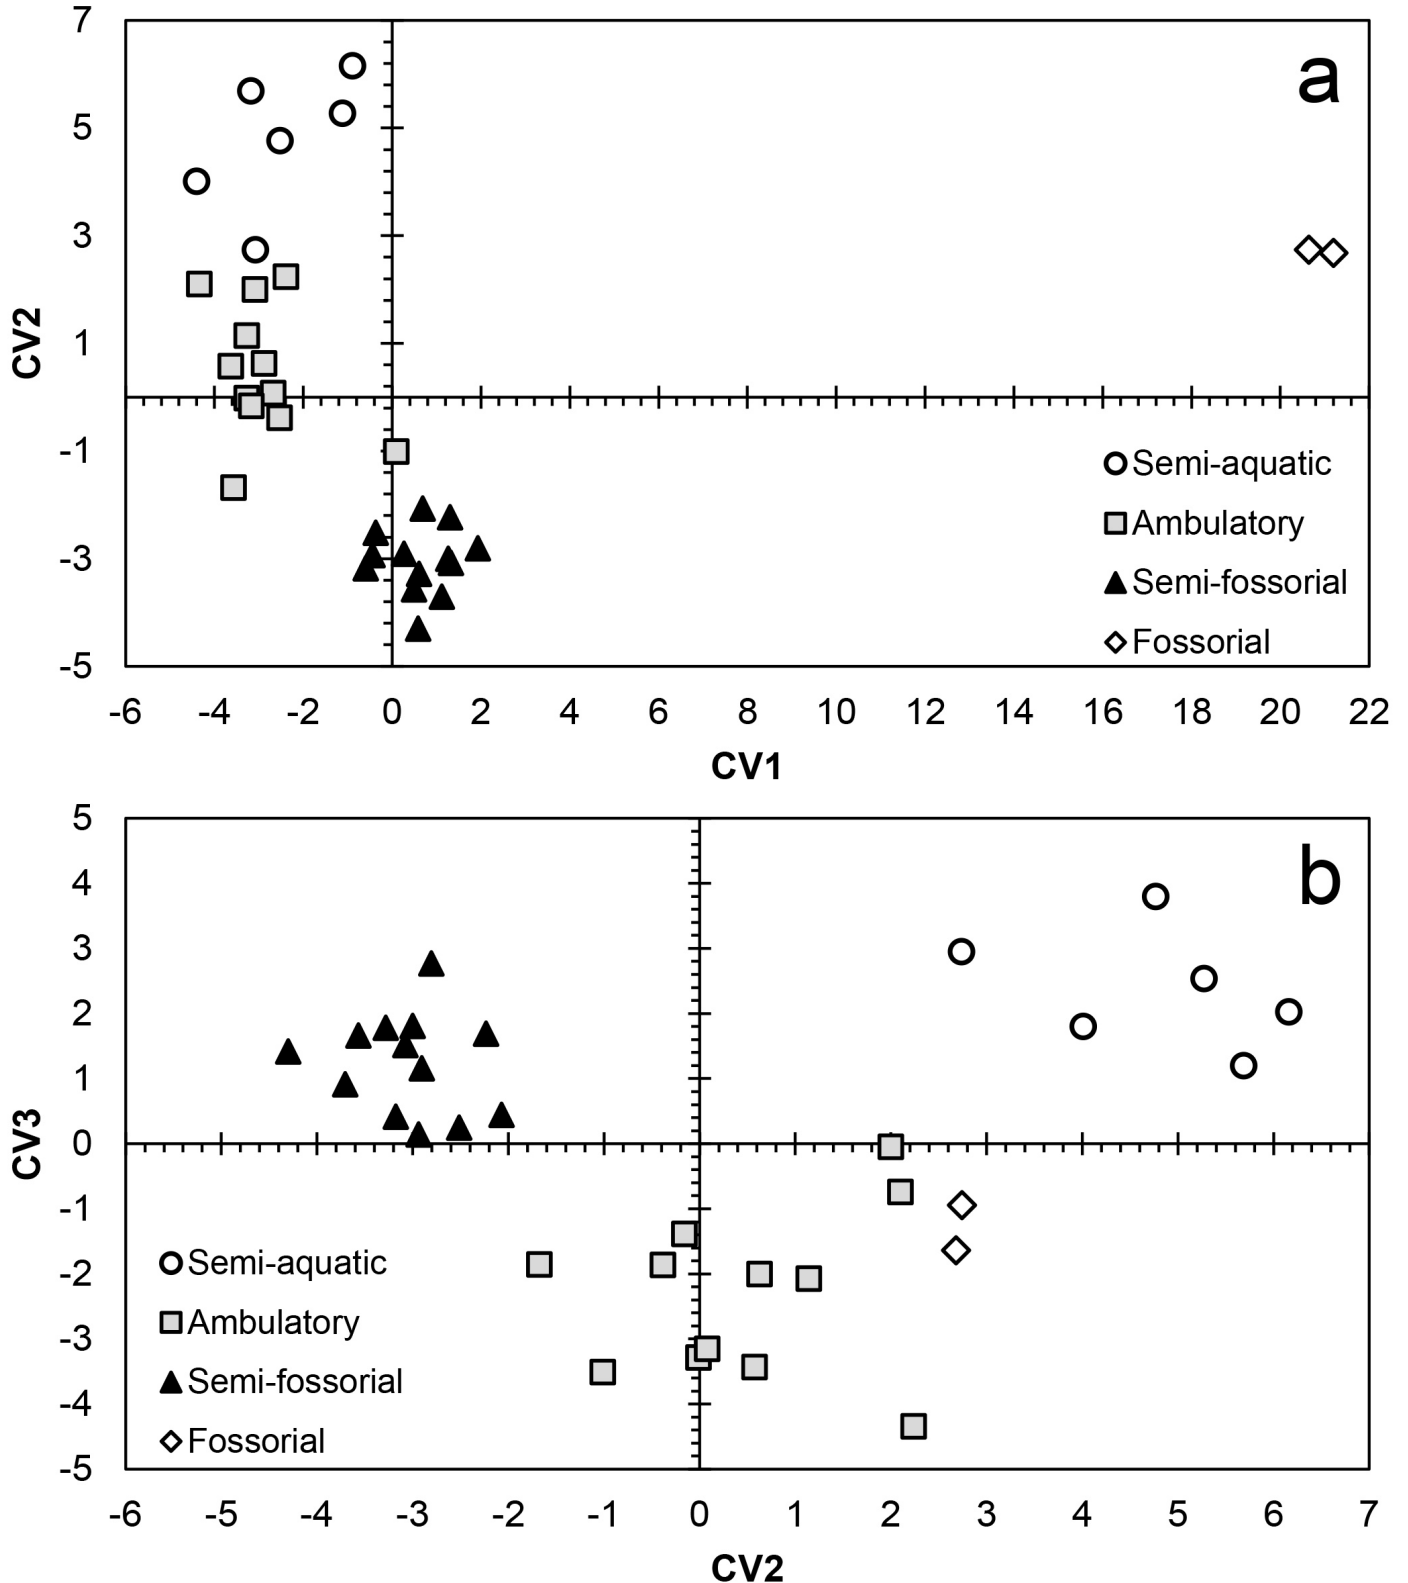 7
a
5
3
1
-1
-3
-5
CV2
Semi-aquatic
Ambulatory
Semi-fossorial
Fossorial
-6 -4 -2 0 2 4 6 8 10 12 14 16 18 20 22
CV1
5
b
4
3
2
1
0
-1
-2
-3
-4
-5
CV3
Semi-aquatic
Ambulatory
Semi-fossorial
Fossorial
-6 -5 -4 -3 -2 -1 0 1 2 3 4 5 6 7
CV2